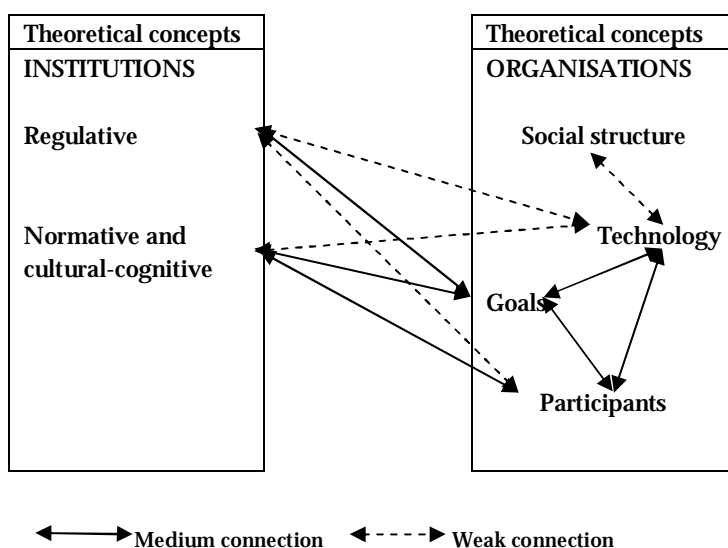 Theoretical concepts
INSTITUTIONS
Regulative
Normative and
cultural-cognitive
Theoretical concepts
ORGANISATIONS
Social structure
Technology
Goals
Participants
Medium connection
Weak connection